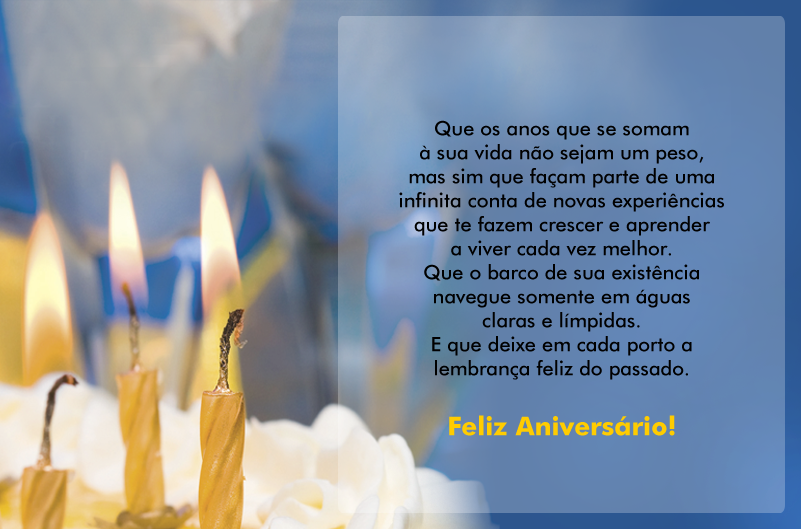 Que os anos que se somam
à sua vida não sejam um peso,
mas sim que façam parte de uma
infinita conta de novas experiências
que te fazem crescer e aprender
a viver cada vez melhor.
Que o barco de sua existência
navegue somente em águas
claras e límpidas.
E que deixe em cada porto a
lembrança feliz do passado.
Feliz Aniversário!